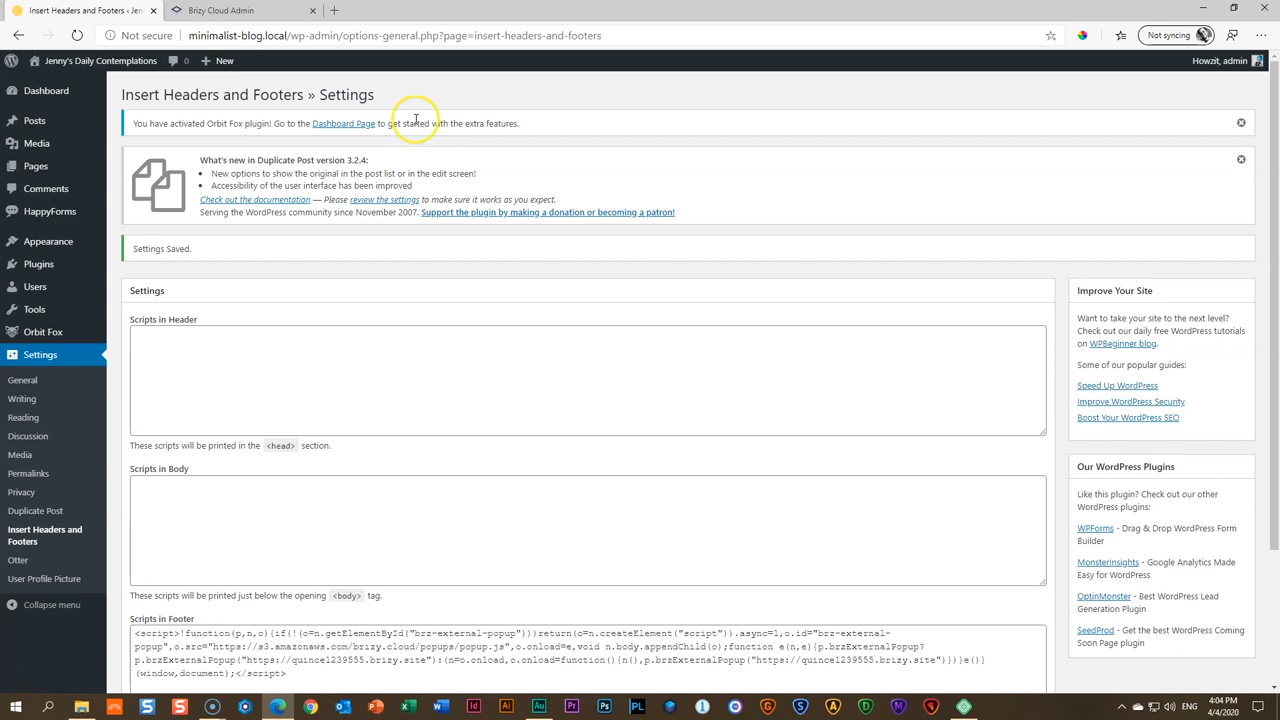 Insert Headers and Footers ‹ Jenn
Brizy Cloud Admin
Not secure
minimalist-blog.local/wp-admin/options-general.php?page=insert-headers-and-footers
Not syncing
Jenny's Daily Contemplations
0
New
Howzit, admin
Dashboard
Posts
Media
Pages
Comments
HappyForms
Appearance
Plugins
Users
Tools
Orbit Fox
Settings
General
Writing
Reading
Discussion
Media
Permalinks
Privacy
Duplicate Post
Insert Headers and
Footers
Otter
User Profile Picture
Collapse menu
Insert Headers and Footers » Settings
You have activated Orbit Fox plugin! Go to the Dashboard Page to get started with the extra features.
What's new in Duplicate Post version 3.2.4:
New options to show the original in the post list or in the edit screen!
Accessibility of the user interface has been improved
Check out the documentation — Please review the settings to make sure it works as you expect.
Serving the WordPress community since November 2007. Support the plugin by making a donation or becoming a patron!
Settings Saved.
Settings
Scripts in Header
These scripts will be printed in the <head> section.
Scripts in Body
These scripts will be printed just below the opening <body> tag.
Scripts in Footer
<script>!function(p,n,o){if(!(o=n.getElementById("brz-external-popup")))return(o=n.createElement("script")).async=1,o.id="brz-external-
popup",o.src="https://s3.amazonaws.com/brizy.cloud/popups/popup.js",o.onload=e,void n.body.appendChild(o);function e(n,e){p.brzExternalPopup?
p.brzExternalPopup("https://quince1239555.brizy.site"):(n=o.onload,o.onload=function(){n(),p.brzExternalPopup("https://quince1239555.brizy.site")})}e()}
(window,document);</script>
Improve Your Site
Want to take your site to the next level?
Check out our daily free WordPress tutorials
on WPBeginner blog.
Some of our popular guides:
Speed Up WordPress
Improve WordPress Security
Boost Your WordPress SEO
Our WordPress Plugins
Like this plugin? Check out our other
WordPress plugins:
WPForms - Drag & Drop WordPress Form
Builder
MonsterInsights - Google Analytics Made
Easy for WordPress
OptinMonster - Best WordPress Lead
Generation Plugin
SeedProd - Get the best WordPress Coming
Soon Page plugin
ENG
4:04 PM
4/4/2020